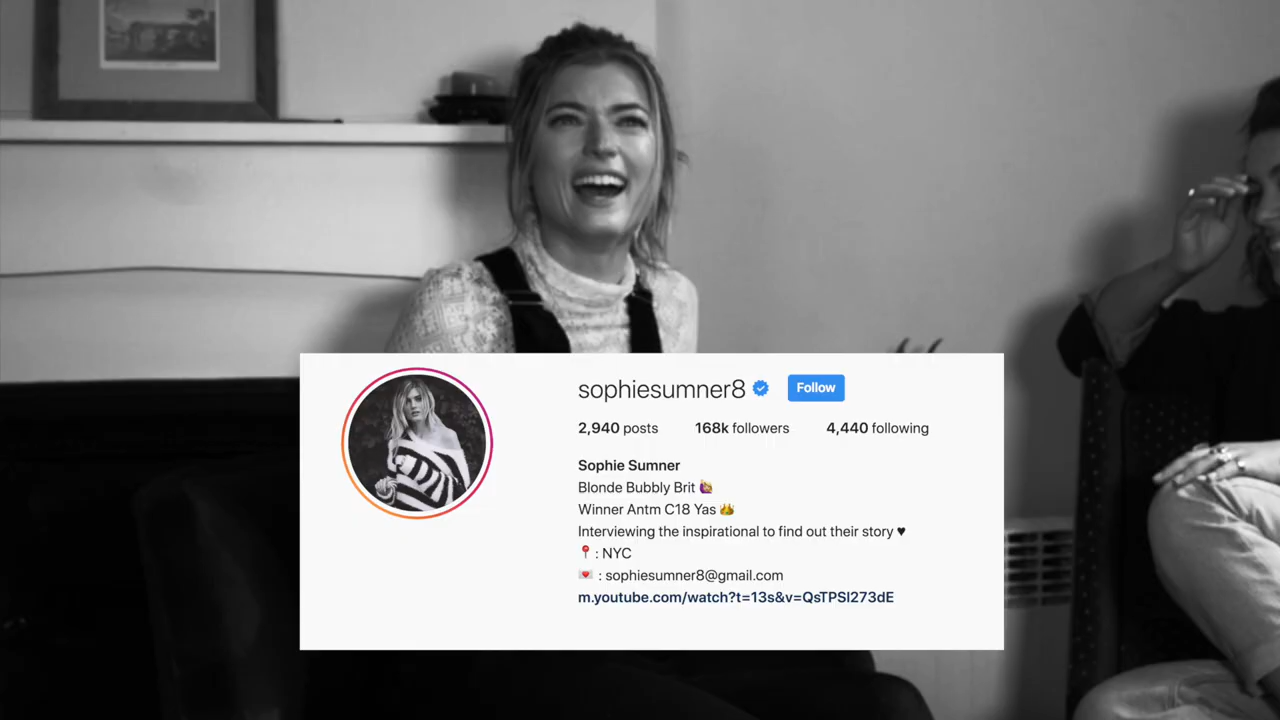 sophiesumner8 Follow
2,940 posts 168k followers 4,440 following
Sophie Sumner
Blonde Bubbly Brit 🙋
Winner Antm C18 Yas 👑
Interviewing the inspirational to find out their story ♥
📍 : NYC
💌 : sophiesumner8@gmail.com
m.youtube.com/watch?t=13s&v=QsTPSl273dE